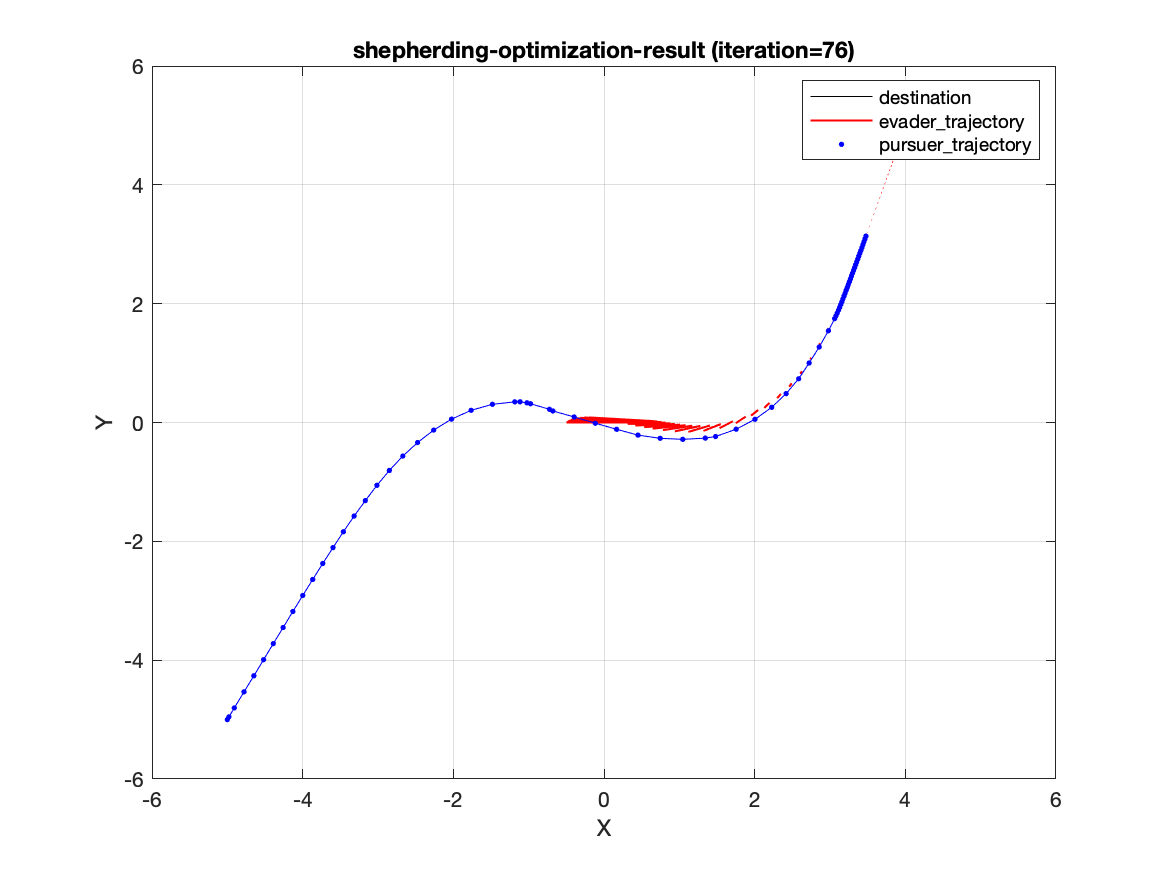 shepherding-optimization-result (iteration=76)
6
destination
evader_trajectory
pursuer_trajectory
4
2
0
-2
-4
-6
-6 -4 -2 0 2 4 6
X
Y